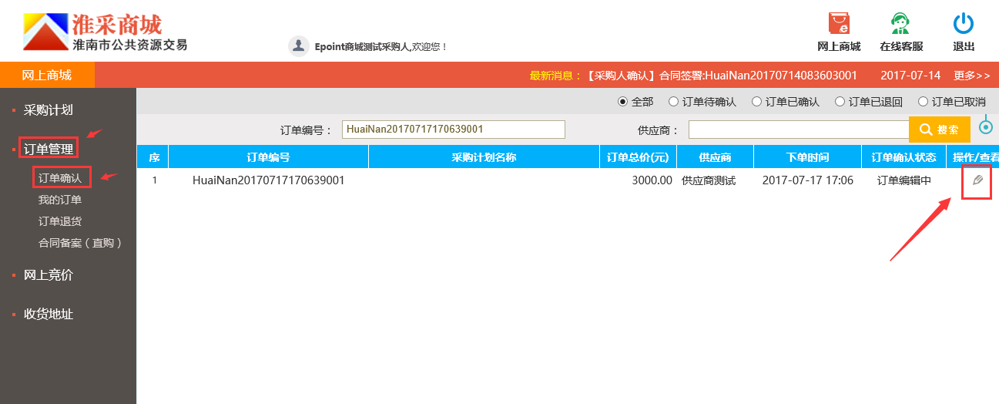 淮采商城
淮南市公共资源交易
Epoint商城测试采购人,欢迎您！
网上商城 在线客服 退出
网上商城
最新消息：【采购人确认】合同签署:HuaiNan20170714083603001 2017-07-14 更多>>
采购计划
订单管理
订单确认
我的订单
订单退货
合同备案（直购）
网上竞价
收货地址
全部 订单待确认 订单已确认 订单已退回 订单已取消
订单编号： HuaiNan20170717170639001 供应商： 搜索
序 订单编号 采购计划名称 订单总价(元) 供应商 下单时间 订单确认状态 操作/查看
1 HuaiNan20170717170639001 3000.00 供应商测试 2017-07-17 17:06 订单编辑中